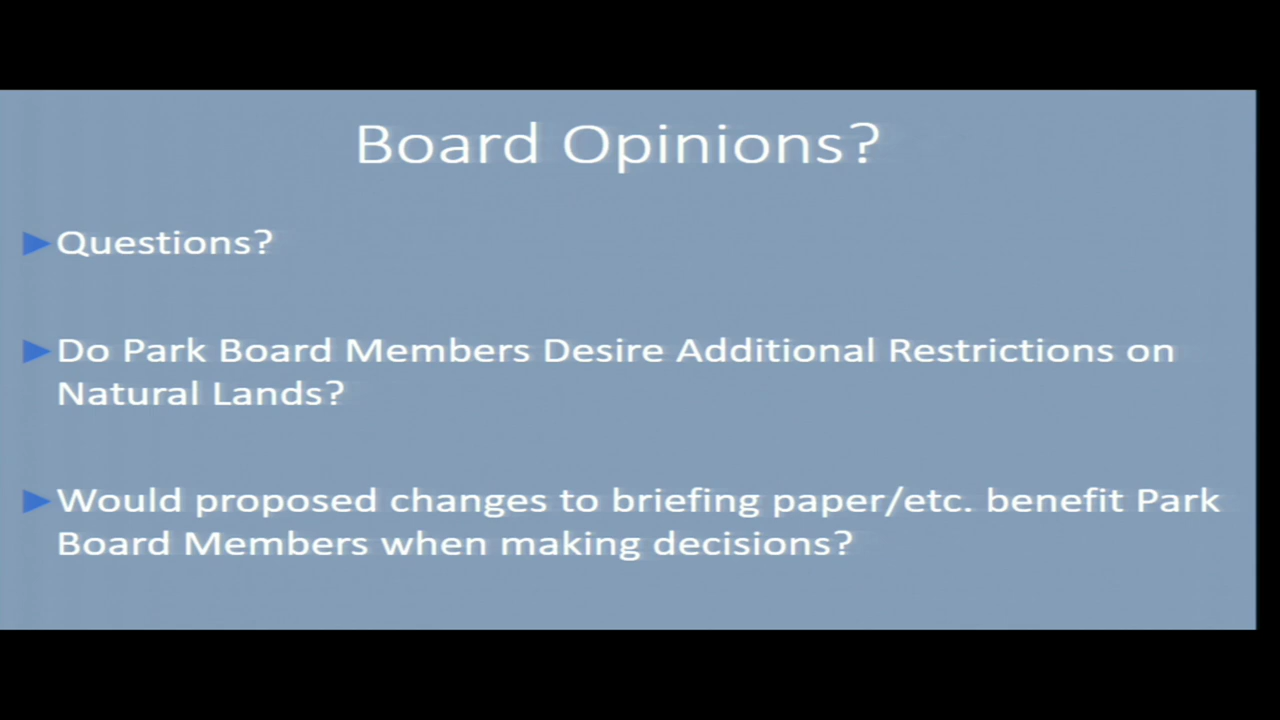 Board Opinions?
Questions?
Do Park Board Members Desire Additional Restrictions on
Natural Lands?
Would proposed changes to briefing paper/etc. benefit Park
Board Members when making decisions?